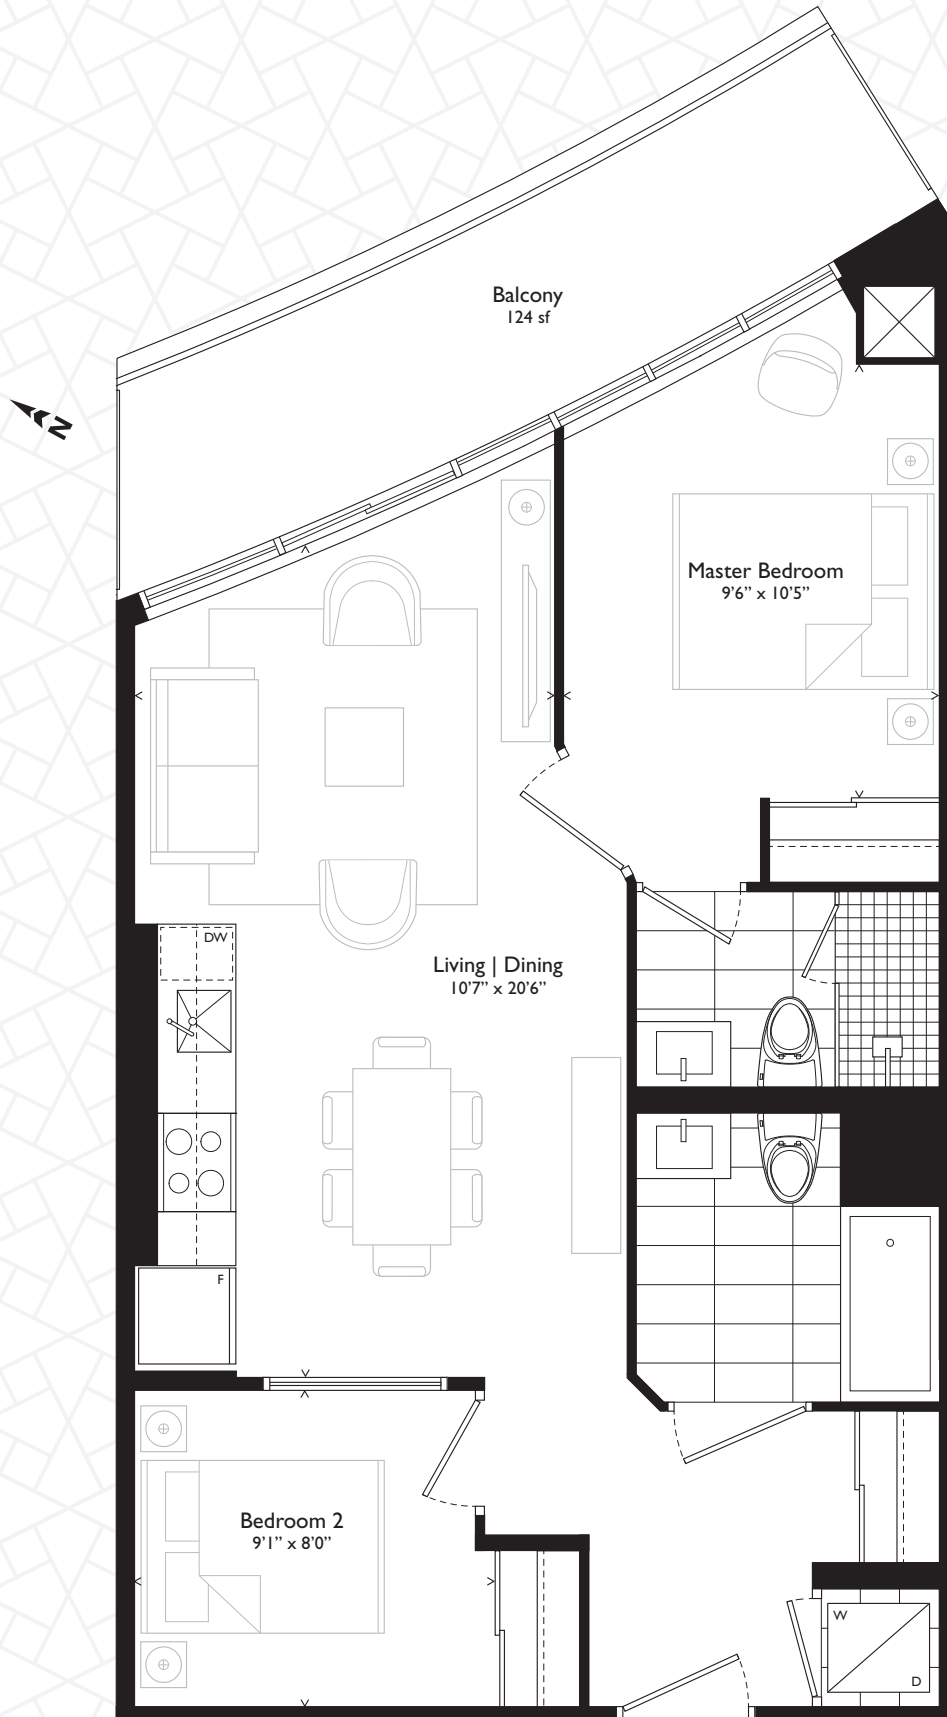 Balcony
124 sf
N
Master Bedroom
9’6” x 10’5”
DW
Living | Dining
10’7” x 20’6”
F
Bedroom 2
9’1” x 8’0”
W
D